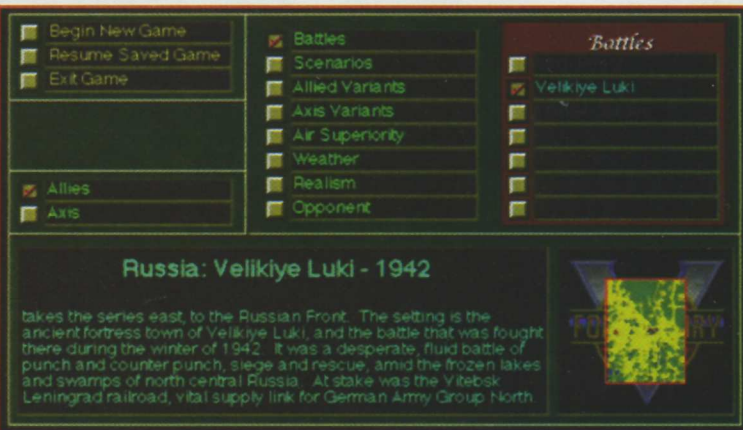 Begin New Game
Resume Saved Game
Exit Game
Allies
Axis
Battles
Scenarios
Allied Variants
Axis Variants
Air Superiority
Weather
Realism
Opponent
Battles
Velikiye Luki
Russia: Velikiye Luki - 1942
takes the series east, to the Russian Front. The setting is the
ancient fortress town of Velikiye Luki, and the battle that was fought
there during the winter of 1942. It was a desperate, fluid battle of
punch and counter punch, siege and rescue, amid the frozen lakes
and swamps of north central Russia. At stake was the Vitebsk
Leningrad railroad, vital supply link for German Army Group North